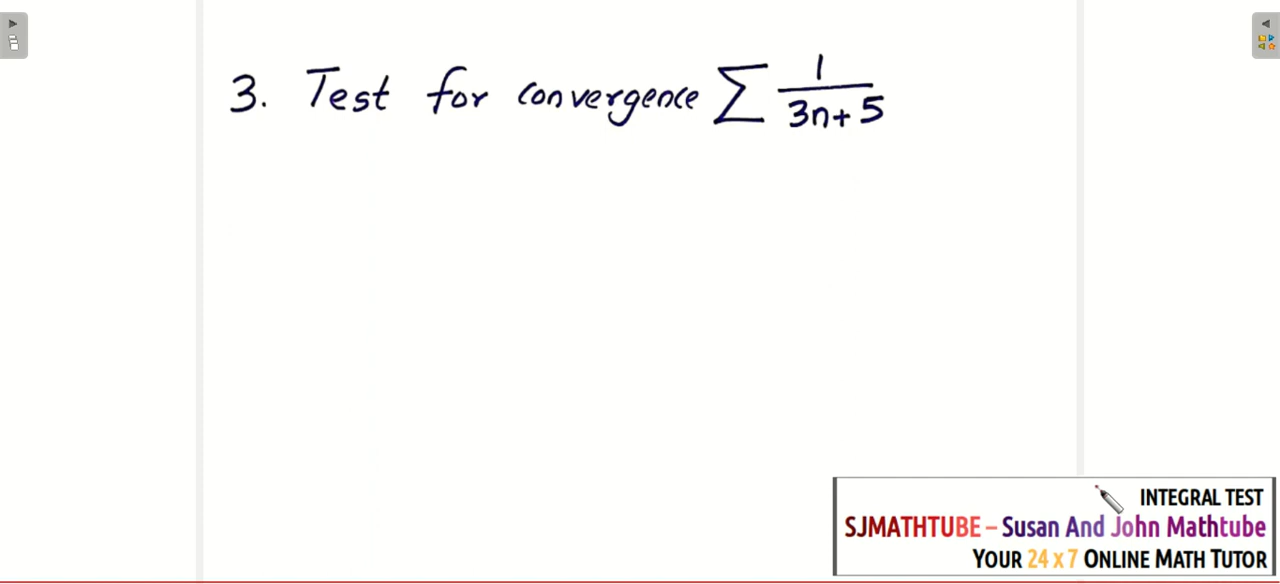 3. Test for convergence ∑ 1/(3n+5)
INTEGRAL TEST
SJMATHTUBE – Susan And John Mathtube
YOUR 24 x 7 ONLINE MATH TUTOR